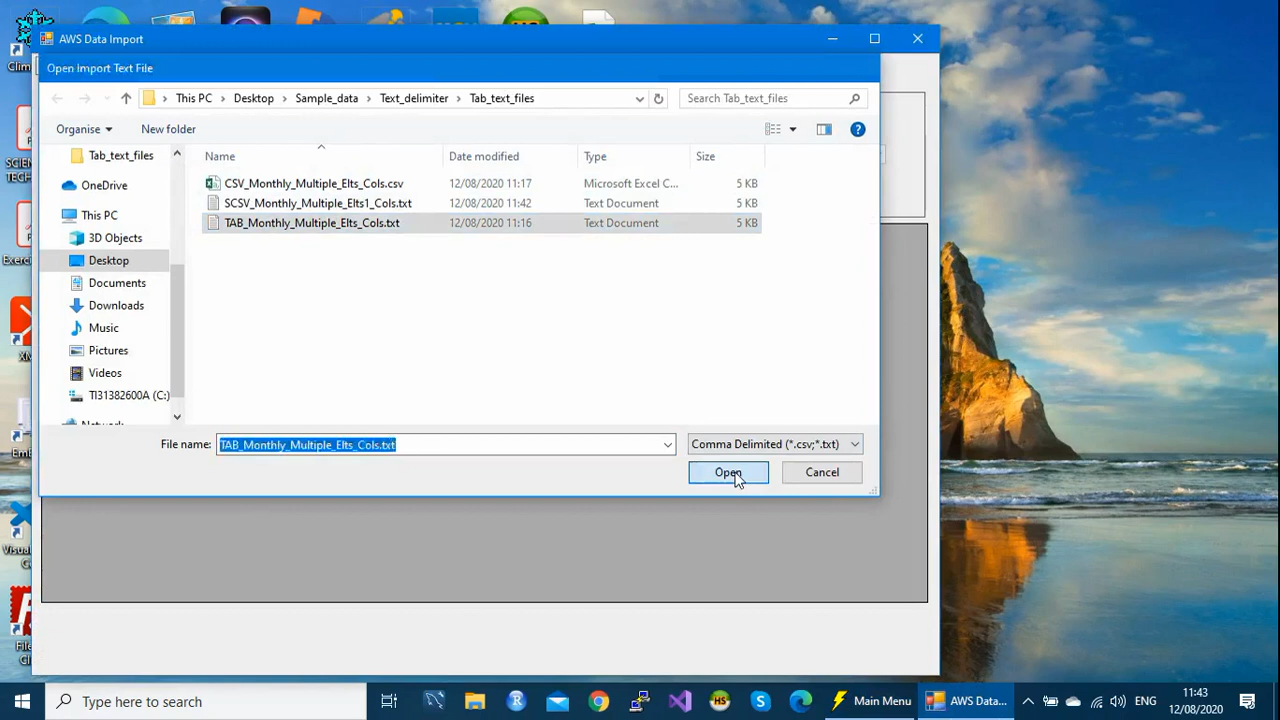 AWS Data Import
Open Import Text File
This PC > Desktop > Sample_data > Text_delimiter > Tab_text_files
Search Tab_text_files
Organise
New folder
Name
Date modified
Type
Size
CSV_Monthly_Multiple_Elts_Cols.csv 12/08/2020 11:17 Microsoft Excel C... 5 KB
SCSV_Monthly_Multiple_Elts1_Cols.txt 12/08/2020 11:42 Text Document 5 KB
TAB_Monthly_Multiple_Elts_Cols.txt 12/08/2020 11:16 Text Document 5 KB
Tab_text_files
OneDrive
This PC
3D Objects
Desktop
Documents
Downloads
Music
Pictures
Videos
TI31382600A (C:)
File name:
TAB_Monthly_Multiple_Elts_Cols.txt
Comma Delimited (*.csv;*.txt)
Open
Cancel
Type here to search
Main Menu
AWS Data...
ENG
11:43
12/08/2020